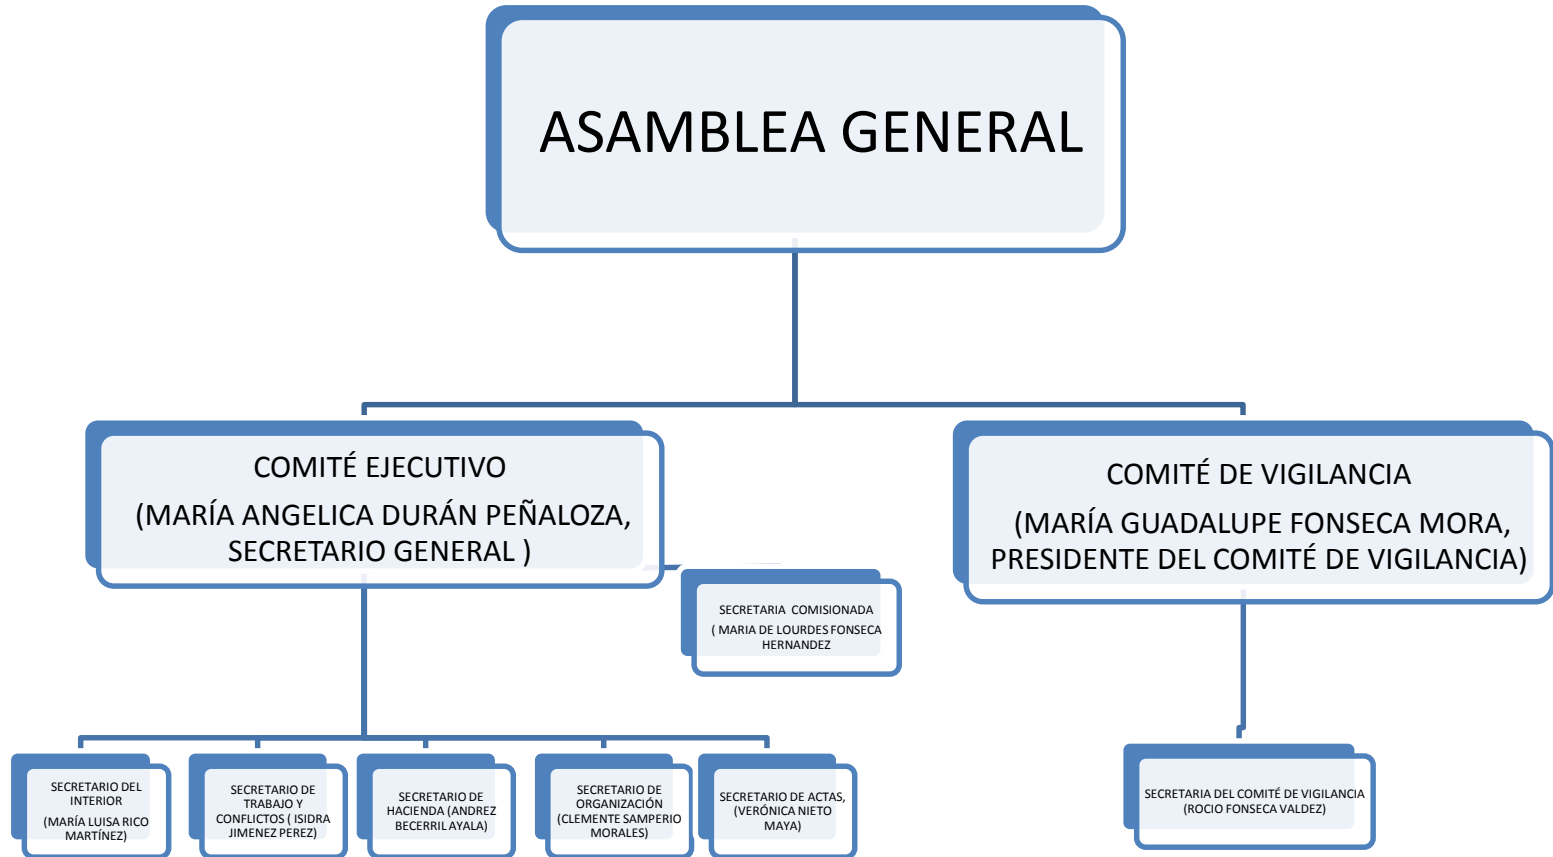 ASAMBLEA GENERAL
COMITÉ EJECUTIVO
(MARÍA ANGELICA DURÁN PEÑALOZA,
SECRETARIO GENERAL )
COMITÉ DE VIGILANCIA
(MARÍA GUADALUPE FONSECA MORA,
PRESIDENTE DEL COMITÉ DE VIGILANCIA)
SECRETARIA  COMISIONADA
( MARIA DE LOURDES FONSECA
HERNANDEZ
SECRETARIO DEL
INTERIOR
(MARÍA LUISA RICO
MARTÍNEZ)
SECRETARIO DE
TRABAJO Y
CONFLICTOS ( ISIDRA
JIMENEZ PEREZ)
SECRETARIO DE
HACIENDA (ANDREZ
BECERRIL AYALA)
SECRETARIO DE
ORGANIZACIÓN
(CLEMENTE SAMPERIO
MORALES)
SECRETARIO DE ACTAS,
(VERÓNICA NIETO
MAYA)
SECRETARIA DEL COMITÉ DE VIGILANCIA
(ROCIO FONSECA VALDEZ)